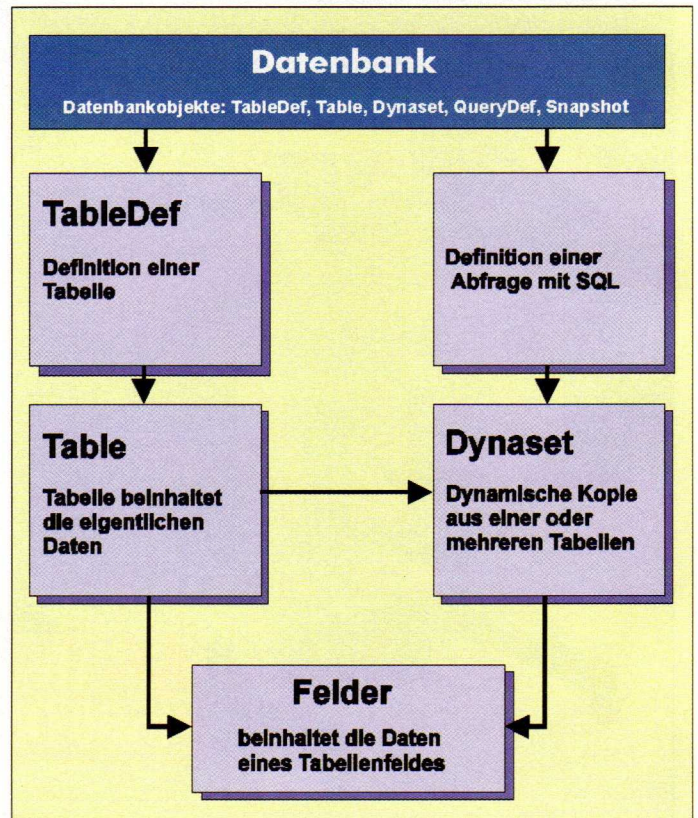 Datenbank
Datenbankobjekte: TableDef, Table, Dynaset, QueryDef, Snapshot
TableDef
Definition einer
Tabelle
Definition einer
Abfrage mit SQL
Table
Tabelle beinhaltet
die eigentlichen
Daten
Dynaset
Dynamische Kopie
aus einer oder
mehreren Tabellen
Felder
beinhaltet die Daten
eines Tabellenfeldes